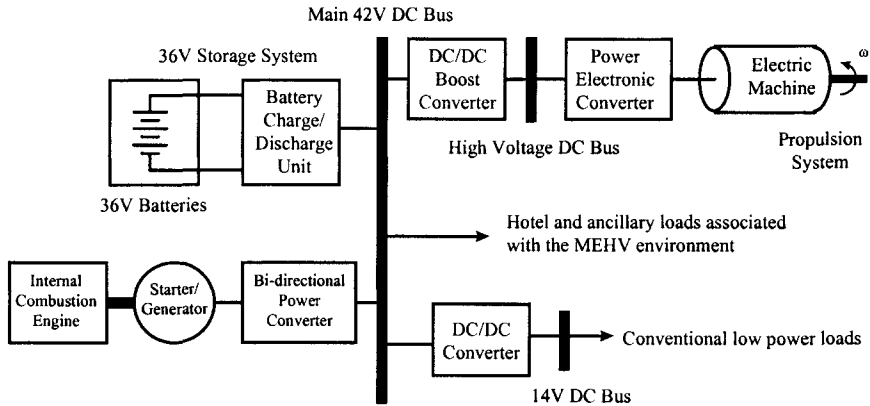 Main 42V DC Bus
36V Storage System
Battery
Charge/
Discharge
Unit
36V Batteries
DC/DC
Boost
Converter
High Voltage DC Bus
Power
Electronic
Converter
Electric
Machine
ω
Propulsion
System
Hotel and ancillary loads associated
with the MEHV environment
Internal
Combustion
Engine
Starter/
Generator
Bi-directional
Power
Converter
DC/DC
Converter
14V DC Bus
Conventional low power loads